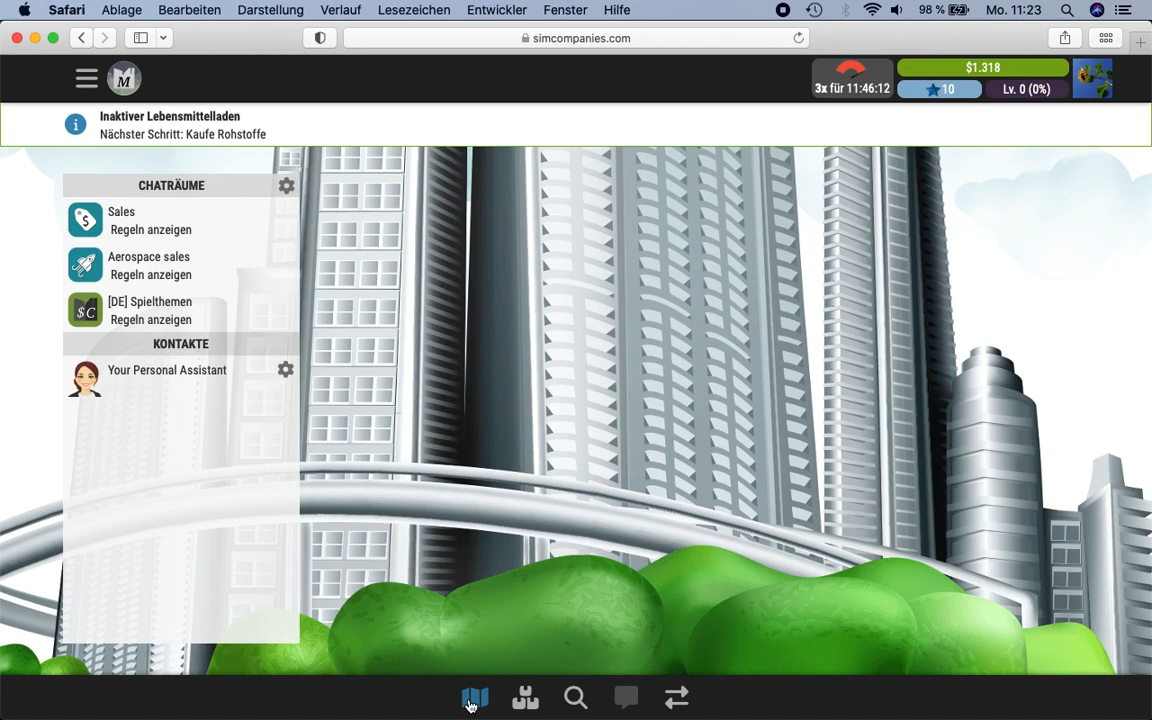 Safari Ablage Bearbeiten Darstellung Verlauf Lesezeichen Entwickler Fenster Hilfe 98 % Mo. 11:23
simcompanies.com
M
3x für 11:46:12
$1.318
10
Lv. 0 (0%)
Inaktiver Lebensmittelladen
Nächster Schritt: Kaufe Rohstoffe
CHATRÄUME
Sales
Regeln anzeigen
Aerospace sales
Regeln anzeigen
$C
[DE] Spielthemen
Regeln anzeigen
KONTAKTE
Your Personal Assistant